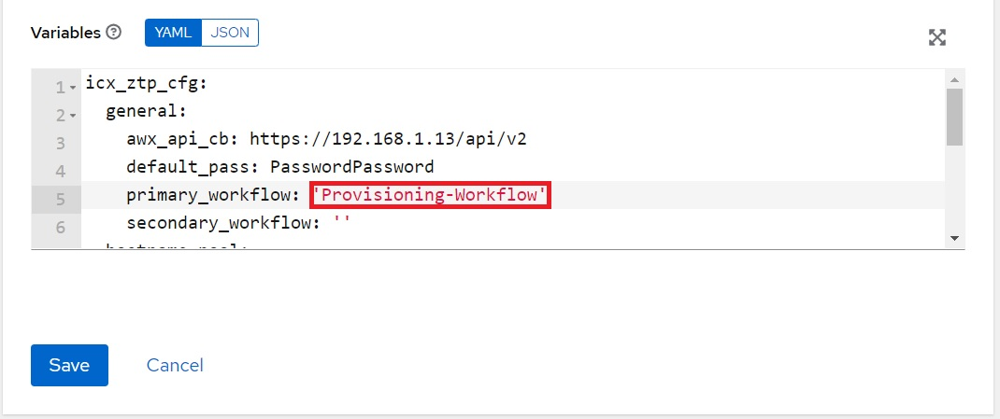 Variables
YAML JSON
1 icx_ztp_cfg:
2 general:
3 awx_api_cb: https://192.168.1.13/api/v2
4 default_pass: PasswordPassword
5 primary_workflow: 'Provisioning-Workflow'
6 secondary_workflow: ''
Save Cancel